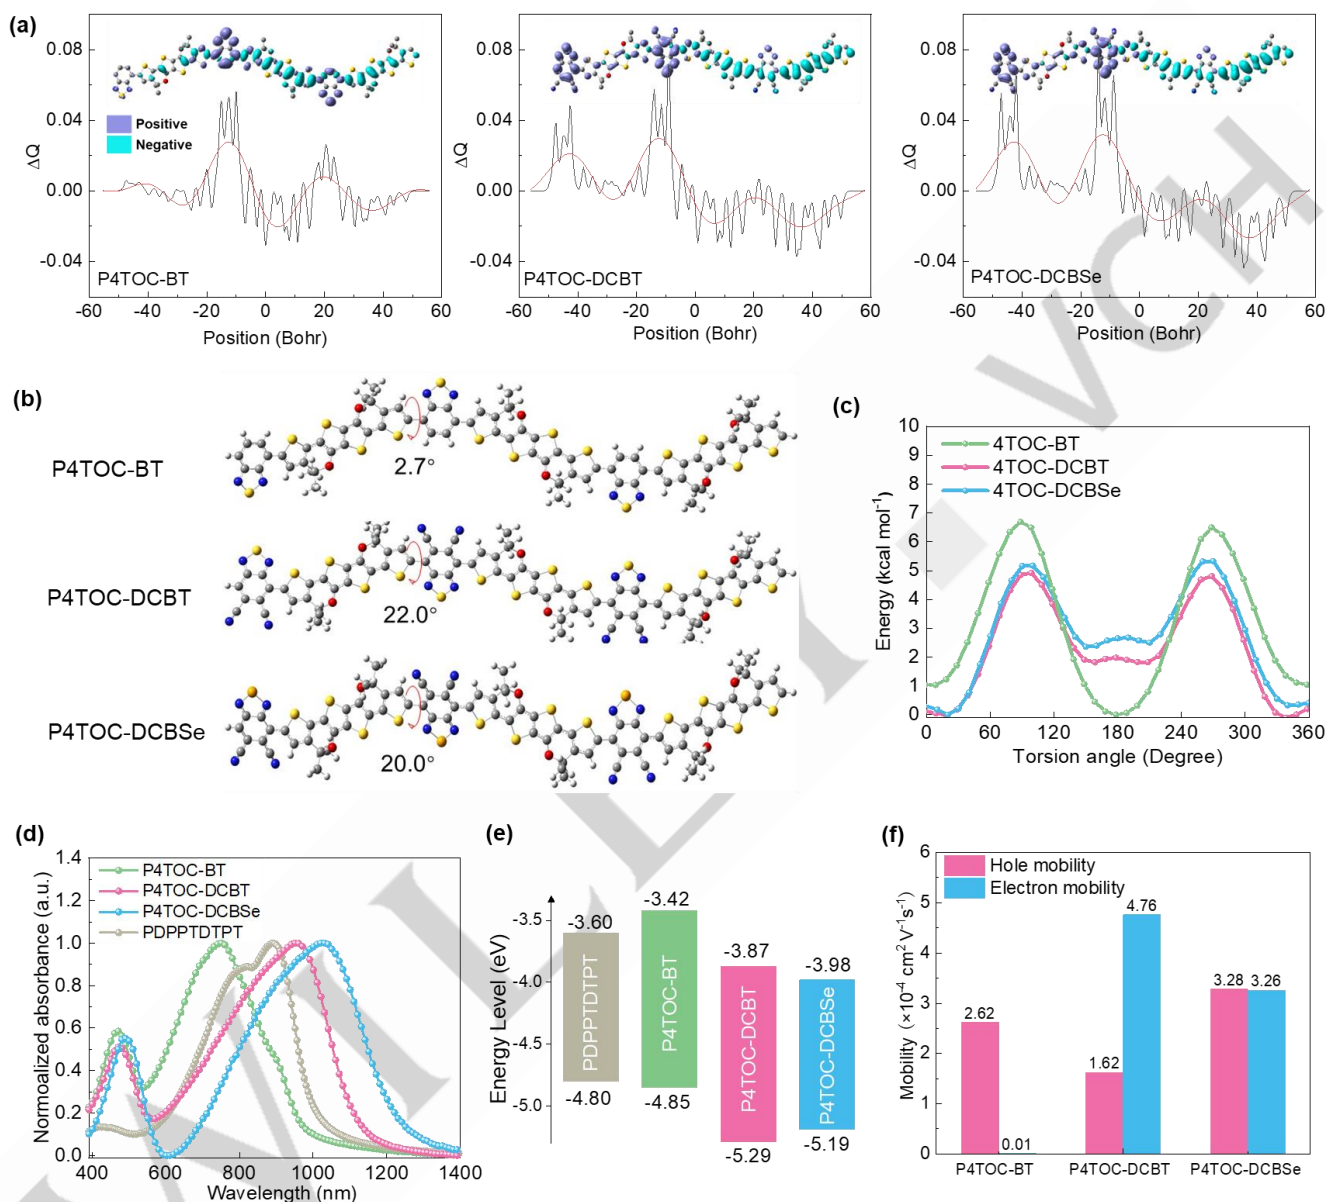 (a)
0.08
0.04
0.00
-0.04
ΔQ
Positive
Negative
P4TOC-BT
-60 -40 -20 0 20 40 60
Position (Bohr)
0.08
0.04
0.00
-0.04
ΔQ
P4TOC-DCBT
-60 -40 -20 0 20 40 60
Position (Bohr)
0.08
0.04
0.00
-0.04
ΔQ
P4TOC-DCBSe
-60 -40 -20 0 20 40 60
Position (Bohr)
(b)
P4TOC-BT
2.7°
P4TOC-DCBT
22.0°
P4TOC-DCBSe
20.0°
(c)
10
9
8
7
6
5
4
3
2
1
0
Energy (kcal mol⁻¹)
4TOC-BT
4TOC-DCBT
4TOC-DCBSe
0 60 120 180 240 300 360
Torsion angle (Degree)
(d)
1.4
1.2
1.0
0.8
0.6
0.4
0.2
0.0
Normoalized absorbance (a.u.)
P4TOC-BT
P4TOC-DCBT
P4TOC-DCBSe
PDPPTDTPT
400 600 800 1000 1200 1400
Wavelength (nm)
(e)
Energy Level (eV)
-3.5
-4.0
-4.5
-5.0
-3.60
PDPPTDTPT
-4.80
-3.42
P4TOC-BT
-4.85
-3.87
P4TOC-DCBT
-5.29
-3.98
P4TOC-DCBSe
-5.19
(f)
6
5
4
3
2
1
0
Mobility (×10⁻⁴ cm² V⁻¹s⁻¹)
Hole mobility
Electron mobility
2.62
0.01
1.62
4.76
3.28
3.26
P4TOC-BT P4TOC-DCBT P4TOC-DCBSe
WILEY-VCH